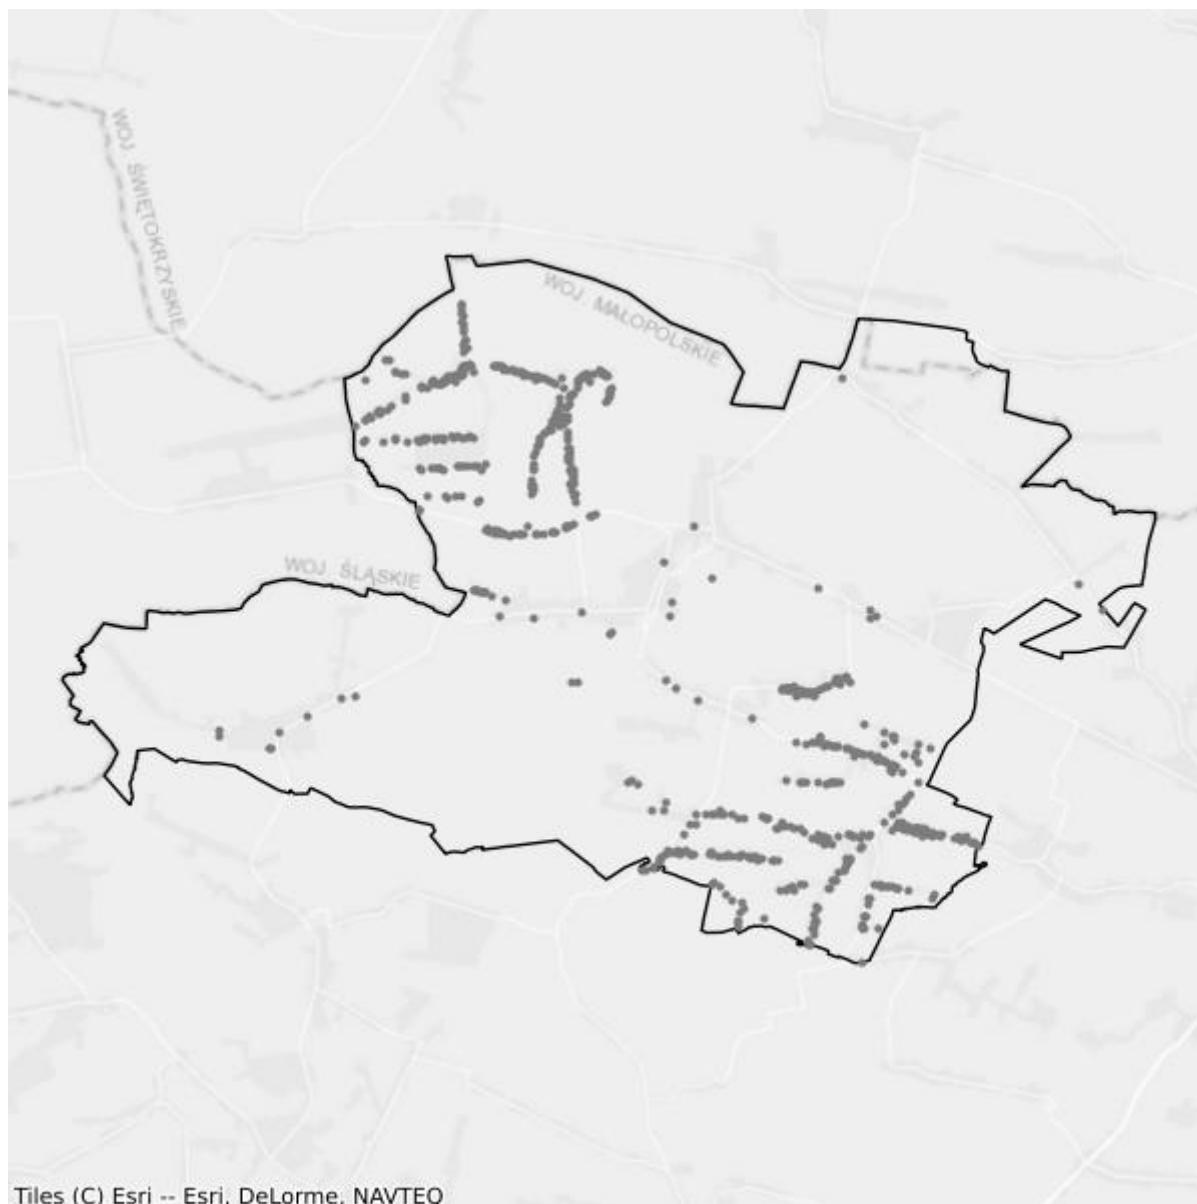 WOJ. ŚWIĘTOKRZYSKIE
WOJ. MAŁOPOLSKIE
WOJ. ŚLĄSKIE
Tiles (C) Esri -- Esri, DeLorme, NAVTEQ